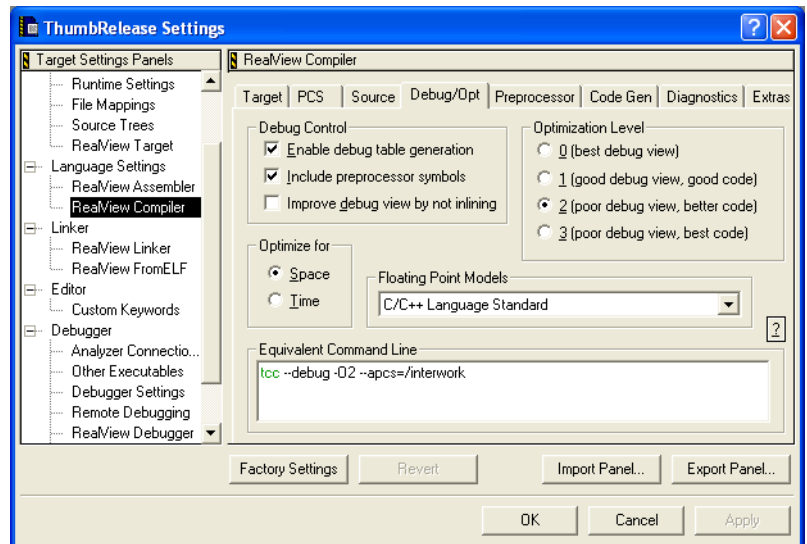 ThumbRelease Settings
Target Settings Panels
Runtime Settings
File Mappings
Source Trees
RealView Target
Language Settings
RealView Assembler
RealView Compiler
Linker
RealView Linker
RealView FromELF
Editor
Custom Keywords
Debugger
Analyzer Connectio...
Other Executables
Debugger Settings
Remote Debugging
RealView Debugger
RealView Compiler
Target PCS Source Debug/Opt Preprocessor Code Gen Diagnostics Extras
Debug Control
Enable debug table generation
Include preprocessor symbols
Improve debug view by not inlining
Optimization Level
0 (best debug view)
1 (good debug view, good code)
2 (poor debug view, better code)
3 (poor debug view, best code)
Optimize for
Space
Time
Floating Point Models
C/C++ Language Standard
?
Equivalent Command Line
tcc --debug -O2 --apcs=/interwork
Factory Settings Revert Import Panel... Export Panel...
OK Cancel Apply